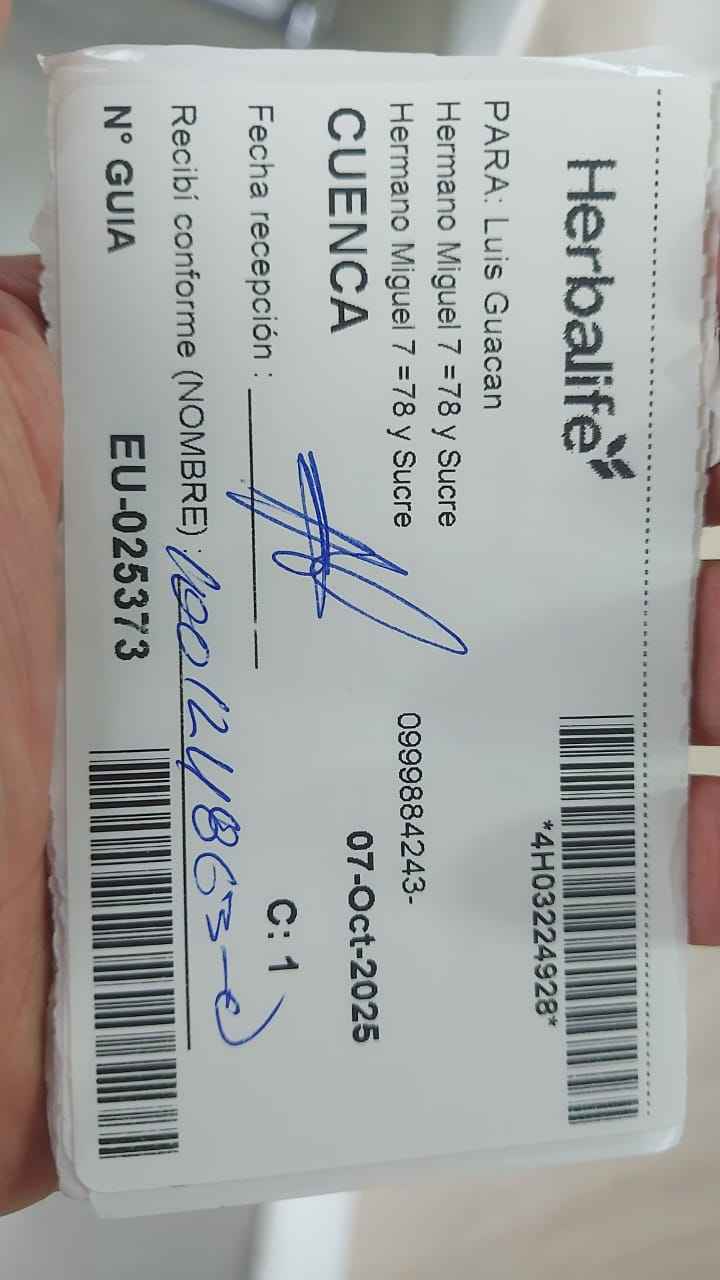 Herbalife
*4H03224928*
PARA: Luis Guacan
Hermano Miguel 7 =78 y Sucre
Hermano Miguel 7 =78 y Sucre
0999884243-
CUENCA
07-Oct-2025
Fecha recepción :
C: 1
Recibí conforme (NOMBRE) :
N° GUIA
EU-025373